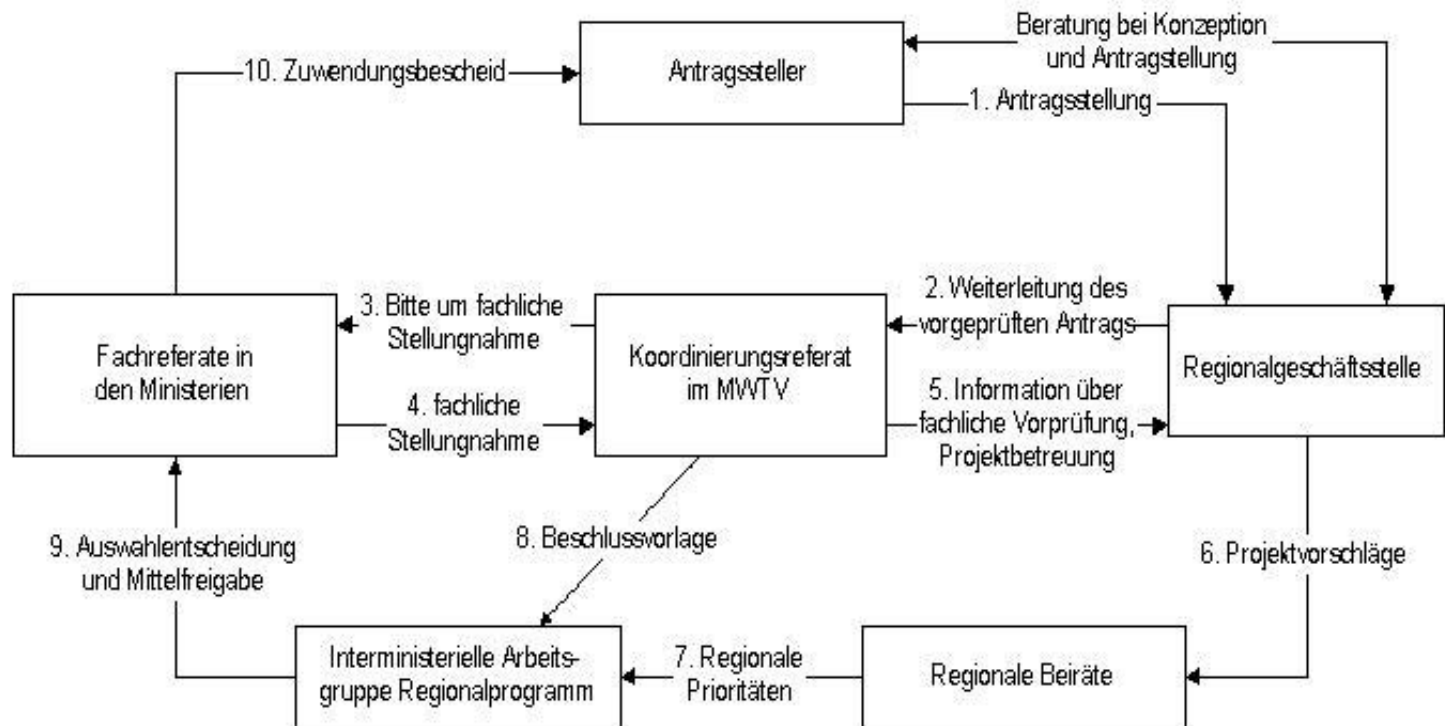 Beratung bei Konzeption
und Antragstellung
10. Zuwendungsbescheid
Antragssteller
1. Antragsstellung
3. Bitte um fachliche
Stellungnahme
2. Weiterleitung des
vorgeprüften Antrags
Fachreferate in
den Ministerien
Koordinierungsreferat
im MWTV
Regionalgeschäftsstelle
4. fachliche
Stellungnahme
5. Information über
fachliche Vorprüfung,
Projektbetreuung
9. Auswahlentscheidung
und Mittelfreigabe
8. Beschlussvorlage
6. Projektvorschläge
Interministerielle Arbeits-
gruppe Regionalprogramm
7. Regionale
Prioritäten
Regionale Beiräte